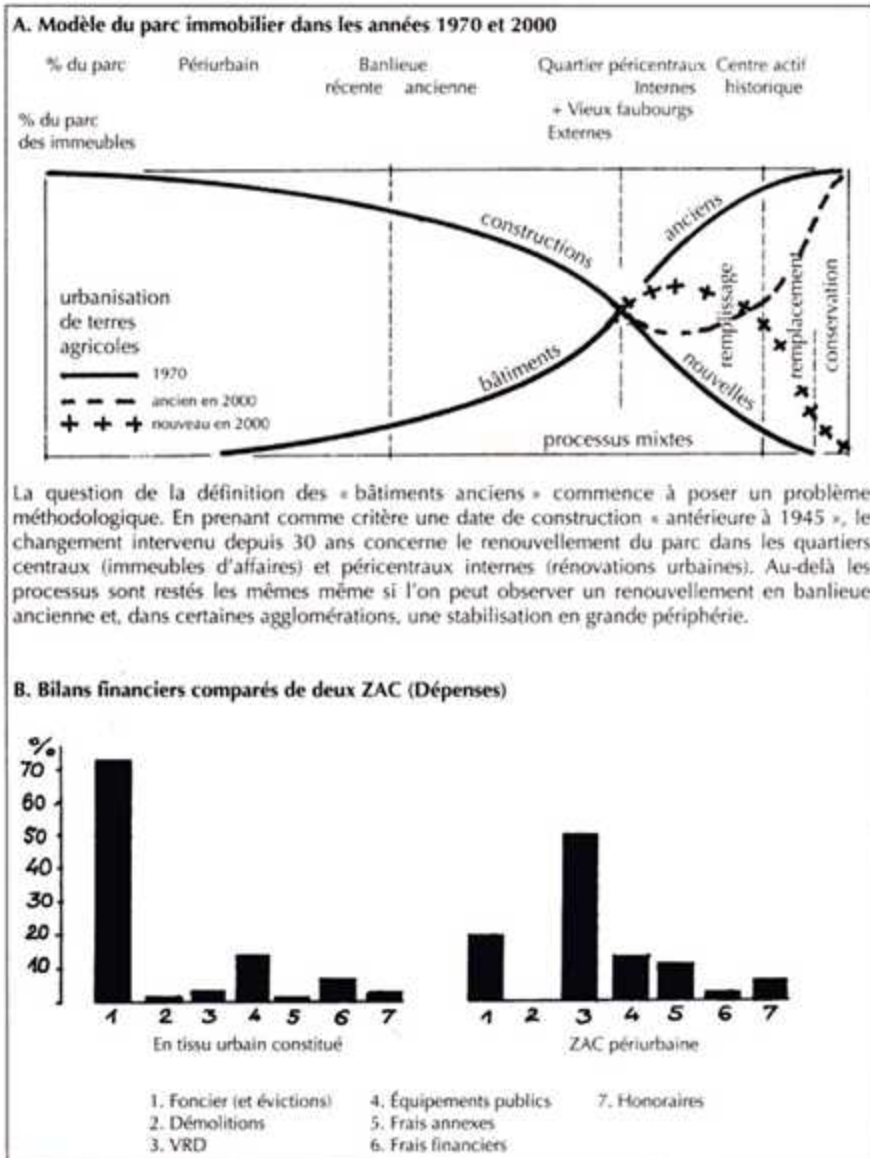 A. Modèle du parc immobilier dans les années 1970 et 2000
% du parc Périurbain Banlieue Quartier péricentraux Centre actif
récente ancienne Internes historique
+ Vieux faubourgs
% du parc Externes
des immeubles
constructions
anciens
urbanisation
de terres
agricoles
1970
ancien en 2000
nouveau en 2000
bâtiments
nouvelles
remplissage
remplacement
conservation
processus mixtes
La question de la définition des « bâtiments anciens » commence à poser un problème
méthodologique. En prenant comme critère une date de construction « antérieure à 1945 », le
changement intervenu depuis 30 ans concerne le renouvellement du parc dans les quartiers
centraux (immeubles d'affaires) et péricentraux internes (rénovations urbaines). Au-delà les
processus sont restés les mêmes même si l'on peut observer un renouvellement en banlieue
ancienne et, dans certaines agglomérations, une stabilisation en grande périphérie.
B. Bilans financiers comparés de deux ZAC (Dépenses)
%
70
60
50
40
30
20
10
1 2 3 4 5 6 7
En tissu urbain constitué
1 2 3 4 5 6 7
ZAC périurbaine
1. Foncier (et évictions) 4. Équipements publics 7. Honoraires
2. Démolitions 5. Frais annexes
3. VRD 6. Frais financiers